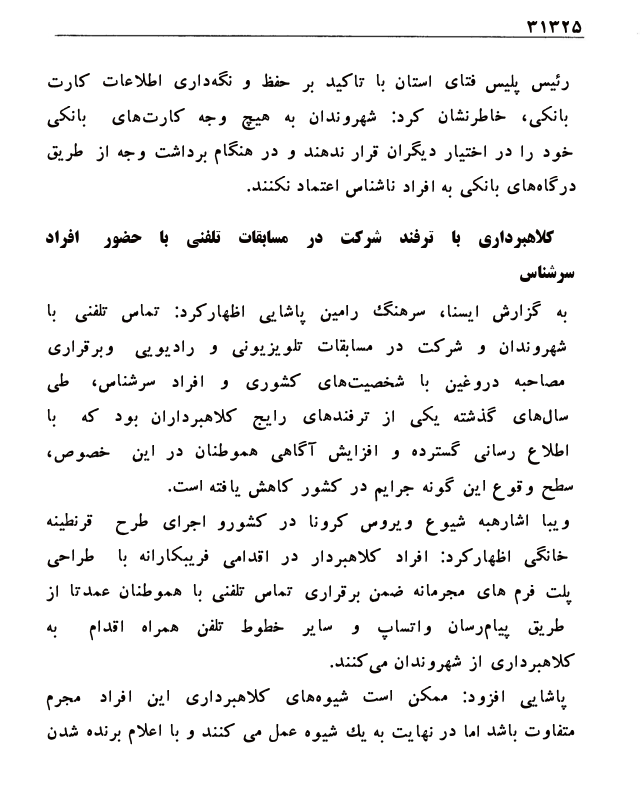 ۳۱۳۲۵
رئیس پلیس فتای استان با تاکید بر حفظ و نگه‌داری اطلاعات کارت
بانکی، خاطرنشان کرد: شهروندان به هیچ وجه کارت‌های بانکی
خود را در اختیار دیگران قرار ندهند و در هنگام برداشت وجه از طریق
درگاه‌های بانکی به افراد ناشناس اعتماد نکنند.
کلاهبرداری با ترفند شرکت در مسابقات تلفنی با حضور افراد
سرشناس
به گزارش ایسنا، سرهنگ رامین پاشایی اظهارکرد: تماس تلفنی با
شهروندان و شرکت در مسابقات تلویزیونی و رادیویی وبرقراری
مصاحبه دروغین با شخصیت‌های کشوری و افراد سرشناس، طی
سال‌های گذشته یکی از ترفندهای رایج کلاهبرداران بود که با
اطلاع رسانی گسترده و افزایش آگاهی هموطنان در این خصوص،
سطح وقوع این گونه جرایم در کشور کاهش یافته است.
ویبا اشارهبه شیوع ویروس کرونا در کشورو اجرای طرح قرنطینه
خانگی اظهارکرد: افراد کلاهبردار در اقدامی فریبکارانه با طراحی
پلت فرم های مجرمانه ضمن برقراری تماس تلفنی با هموطنان عمدتا از
طریق پیام‌رسان واتساپ و سایر خطوط تلفن همراه اقدام به
کلاهبرداری از شهروندان می‌کنند.
پاشایی افزود: ممکن است شیوه‌های کلاهبرداری این افراد مجرم
متفاوت باشد اما در نهایت به یك شیوه عمل می کنند و با اعلام برنده شدن